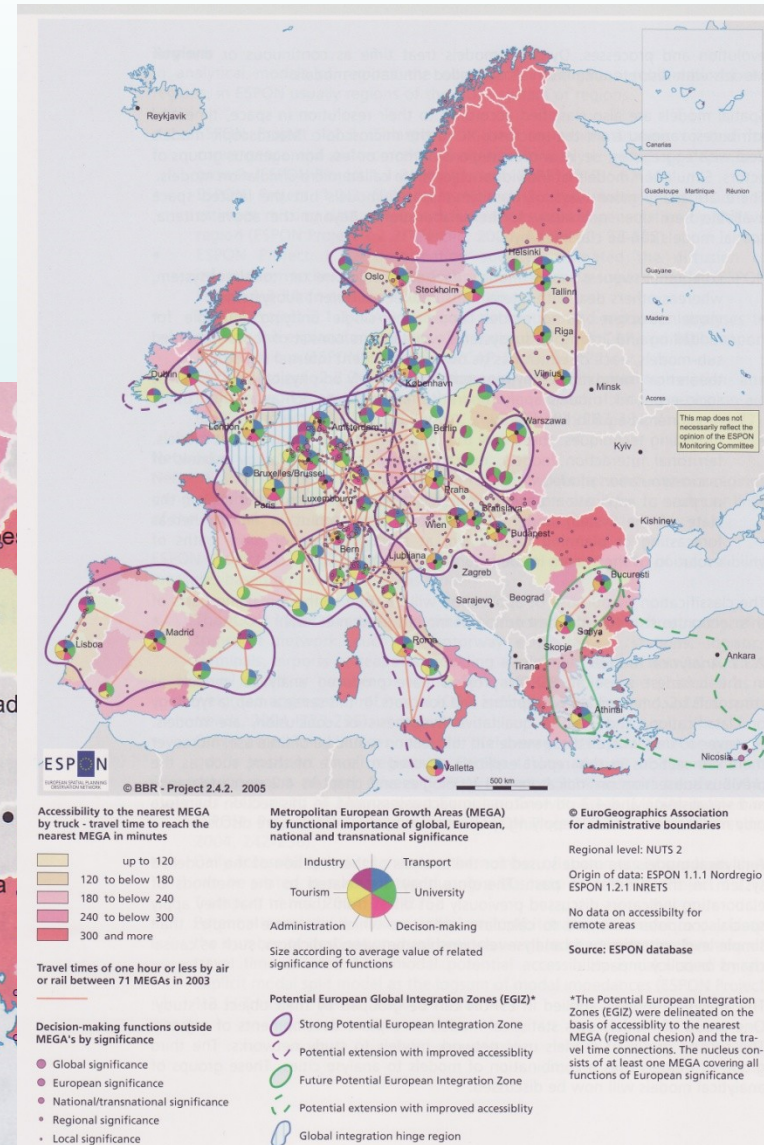 Reykjavik
Canarias
Guadeloupe Martinique Réunion
Guayane
Madeira
Acores
Helsinki
Oslo
Stockholm
Tallinn
Riga
Vilnius
Minsk
København
Dublin
This map does not
necessarily reflect the
opinion of the ESPON
Monitoring Committee
London
Amsterdam
Berlin
Warszawa
Kyiv
Bruxelles/Brussel
Paris
Luxembourg
Praha
Kishinev
Wien
Bratislava
Budapest
Bern
Ljubljana
Zagreb
Bucuresti
Beograd
Sarajevo
Sofiya
Skopje
Lisboa
Madrid
Roma
Tirana
Ankara
Athinai
Nicosia
Valletta
ESPON
EUROPEAN SPATIAL PLANNING
OBSERVATION NETWORK
© BBR - Project 2.4.2. 2005
500 km
Accessibility to the nearest MEGA
by truck - travel time to reach the
nearest MEGA in minutes
up to 120
120 to below 180
180 to below 240
240 to below 300
300 and more
Travel times of one hour or less by air
or rail between 71 MEGAs in 2003
Decision-making functions outside
MEGA's by significance
Global significance
European significance
National/transnational significance
Regional significance
Local significance
Metropolitan European Growth Areas (MEGA)
by functional importance of global, European,
national and transnational significance
Industry
Transport
Tourism
University
Administration
Decison-making
Size according to average value of related
significance of functions
Potential European Global Integration Zones (EGIZ)*
Strong Potential European Integration Zone
Potential extension with improved accessiblity
Future Potential European Integration Zone
Potential extension with improved accessiblity
Global integration hinge region
© EuroGeographics Association
for administrative boundaries
Regional level: NUTS 2
Origin of data: ESPON 1.1.1 Nordregio
ESPON 1.2.1 INRETS
No data on accessibilty for
remote areas
Source: ESPON database
*The Potential European Integration
Zones (EGIZ) were delineated on the
basis of accessiblity to the nearest
MEGA (regional chesion) and the tra-
vel time connections. The nucleus con-
sists of at least one MEGA covering all
functions of European significance